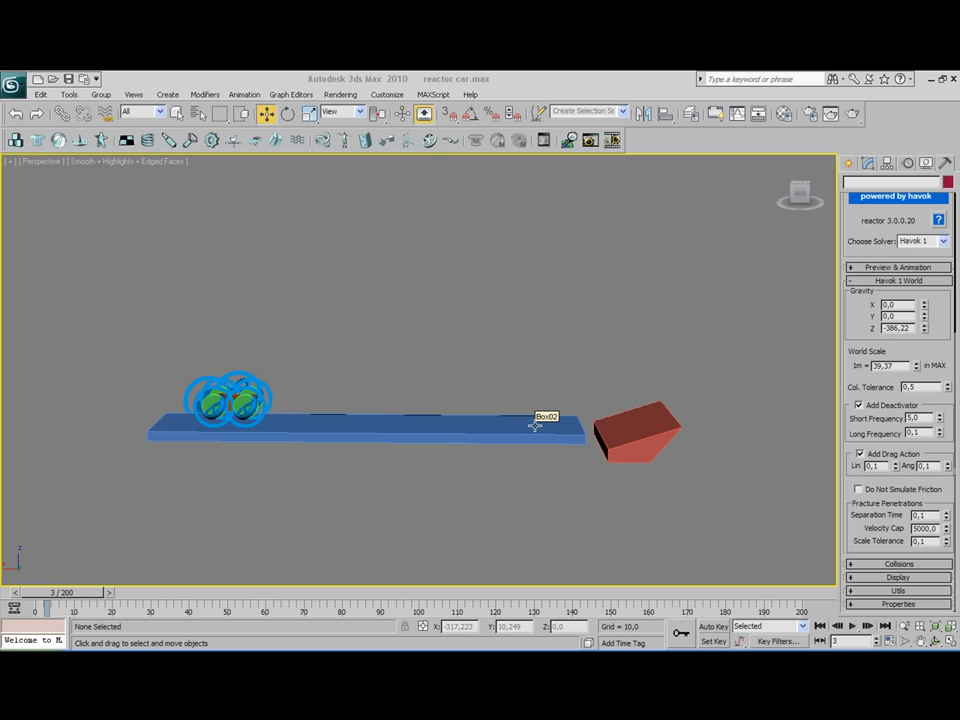 Autodesk 3ds Max 2010 reactor car.max
Type a keyword or phrase
Edit Tools Group Views Create Modifiers Animation Graph Editors Rendering Customize MAXScript Help
All View Create Selection Se
[ + ] [ Perspective ] [ Smooth + Highlights + Edged Faces ]
powered by havok
reactor 3.0.0.20 ?
Choose Solver: Havok 1
+ Preview & Animation
- Havok 1 World
Gravity
X 0,0
Y 0,0
Z -386,22
World Scale
1m = 39,37 in MAX
Col. Tolerance 0,5
Add Deactivator
Short Frequency 5,0
Long Frequency 0,1
Add Drag Action
Lin 0,1 Ang 0,1
Do Not Simulate Friction
Fracture Penetrations
Separation Time 0,1
Velocity Cap 5000,0
Scale Tolerance 0,1
+ Collisions
+ Display
+ Utils
+ Properties
Box02
z
x
< 3 / 200 >
0 10 20 30 40 50 60 70 80 90 100 110 120 130 140 150 160 170 180 190 200
None Selected X: -317,223 Y: 10,249 Z: 0,0 Grid = 10,0 Auto Key Selected
Welcome to M. Click and drag to select and move objects Add Time Tag Set Key Key Filters... 3